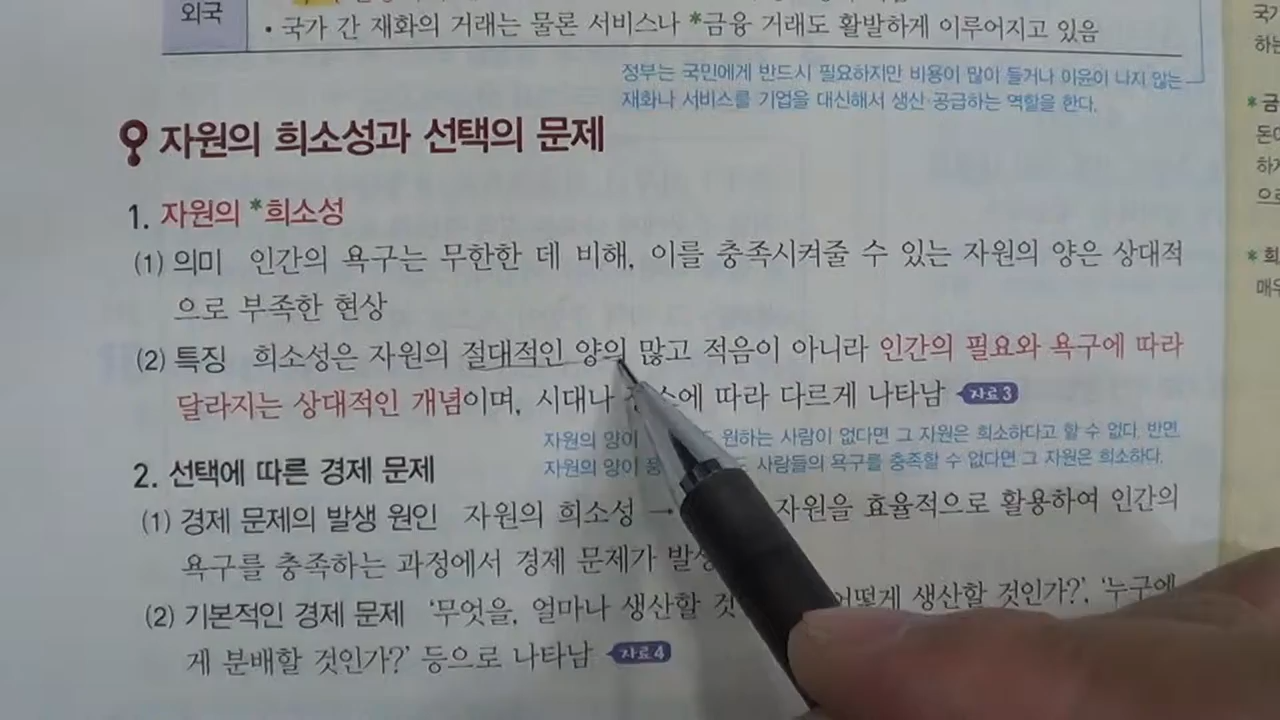 외국
• 국가 간 재화의 거래는 물론 서비스나 *금융 거래도 활발하게 이루어지고 있음
정부는 국민에게 반드시 필요하지만 비용이 많이 들거나 이윤이 나지 않는
재화나 서비스를 기업을 대신해서 생산·공급하는 역할을 한다.
자원의 희소성과 선택의 문제
1. 자원의 *희소성
(1) 의미 인간의 욕구는 무한한 데 비해, 이를 충족시켜줄 수 있는 자원의 양은 상대적
으로 부족한 현상
(2) 특징 희소성은 자원의 절대적인 양의 많고 적음이 아니라 인간의 필요와 욕구에 따라
달라지는 상대적인 개념이며, 시대나 에 따라 다르게 나타남 자료3
자원의 양이 원하는 사람이 없다면 그 자원은 희소하다고 할 수 없다. 반면,
자원의 양이 사람들의 욕구를 충족할 수 없다면 그 자원은 희소하다.
2. 선택에 따른 경제 문제
(1) 경제 문제의 발생 원인 자원의 희소성 → 자원을 효율적으로 활용하여 인간의
욕구를 충족하는 과정에서 경제 문제가 발생
(2) 기본적인 경제 문제 ‘무엇을, 얼마나 생산할 것 어떻게 생산할 것인가?’, ‘누구에
게 분배할 것인가?’ 등으로 나타남 자료4
국가
하는
* 금
돈이
하게
으로
* 희
매우